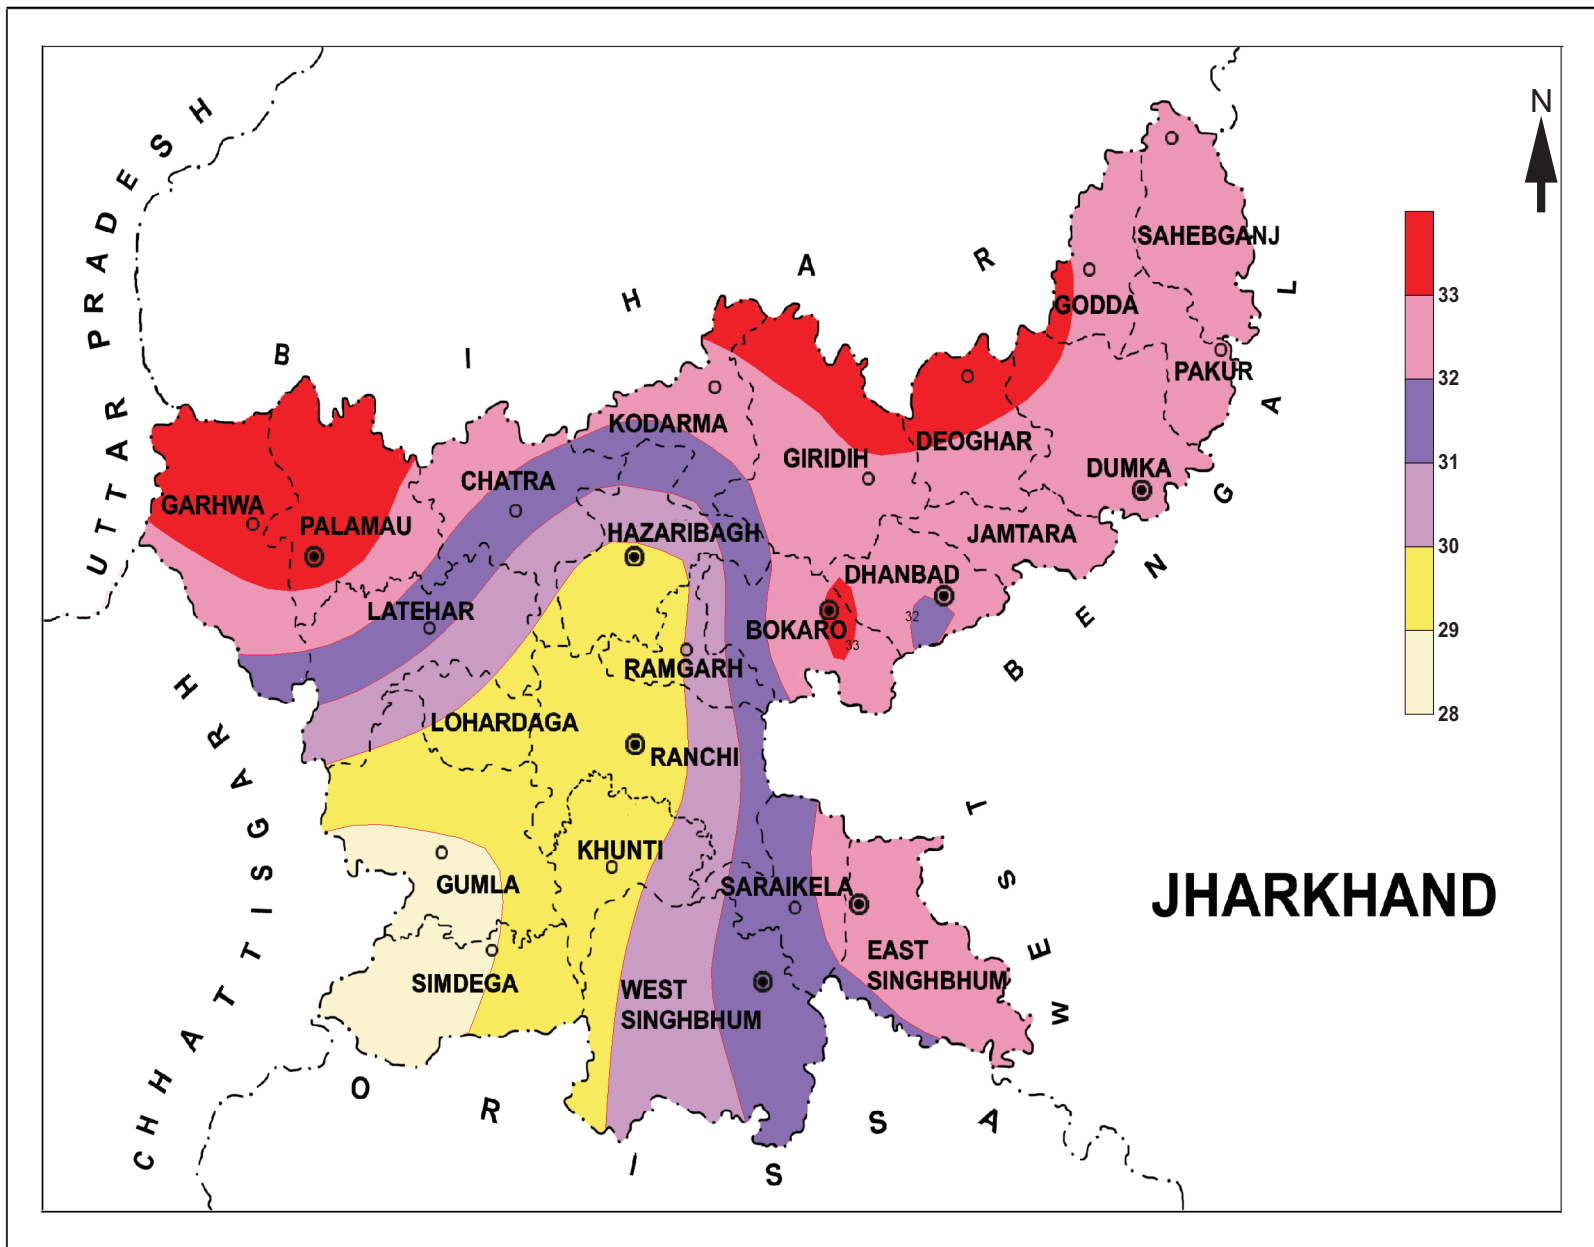 N
UTTAR PRADESH
BIHAR
SAHEBGANJ
GODDA
33
PAKUR
32
KODARMA
DEOGHAR
GIRIDIH
CHATRA
DUMKA
31
GARHWA
PALAMAU
HAZARIBAGH
JAMTARA
30
DHANBAD
LATEHAR
32
BOKARO
33
29
RAMGARH
LOHARDAGA
28
RANCHI
KHUNTI
GUMLA
SARAIKELA
JHARKHAND
EAST
SINGHBHUM
SIMDEGA
WEST
SINGHBHUM
CHHATTISGARH
ORISSA
WEST BENGAL